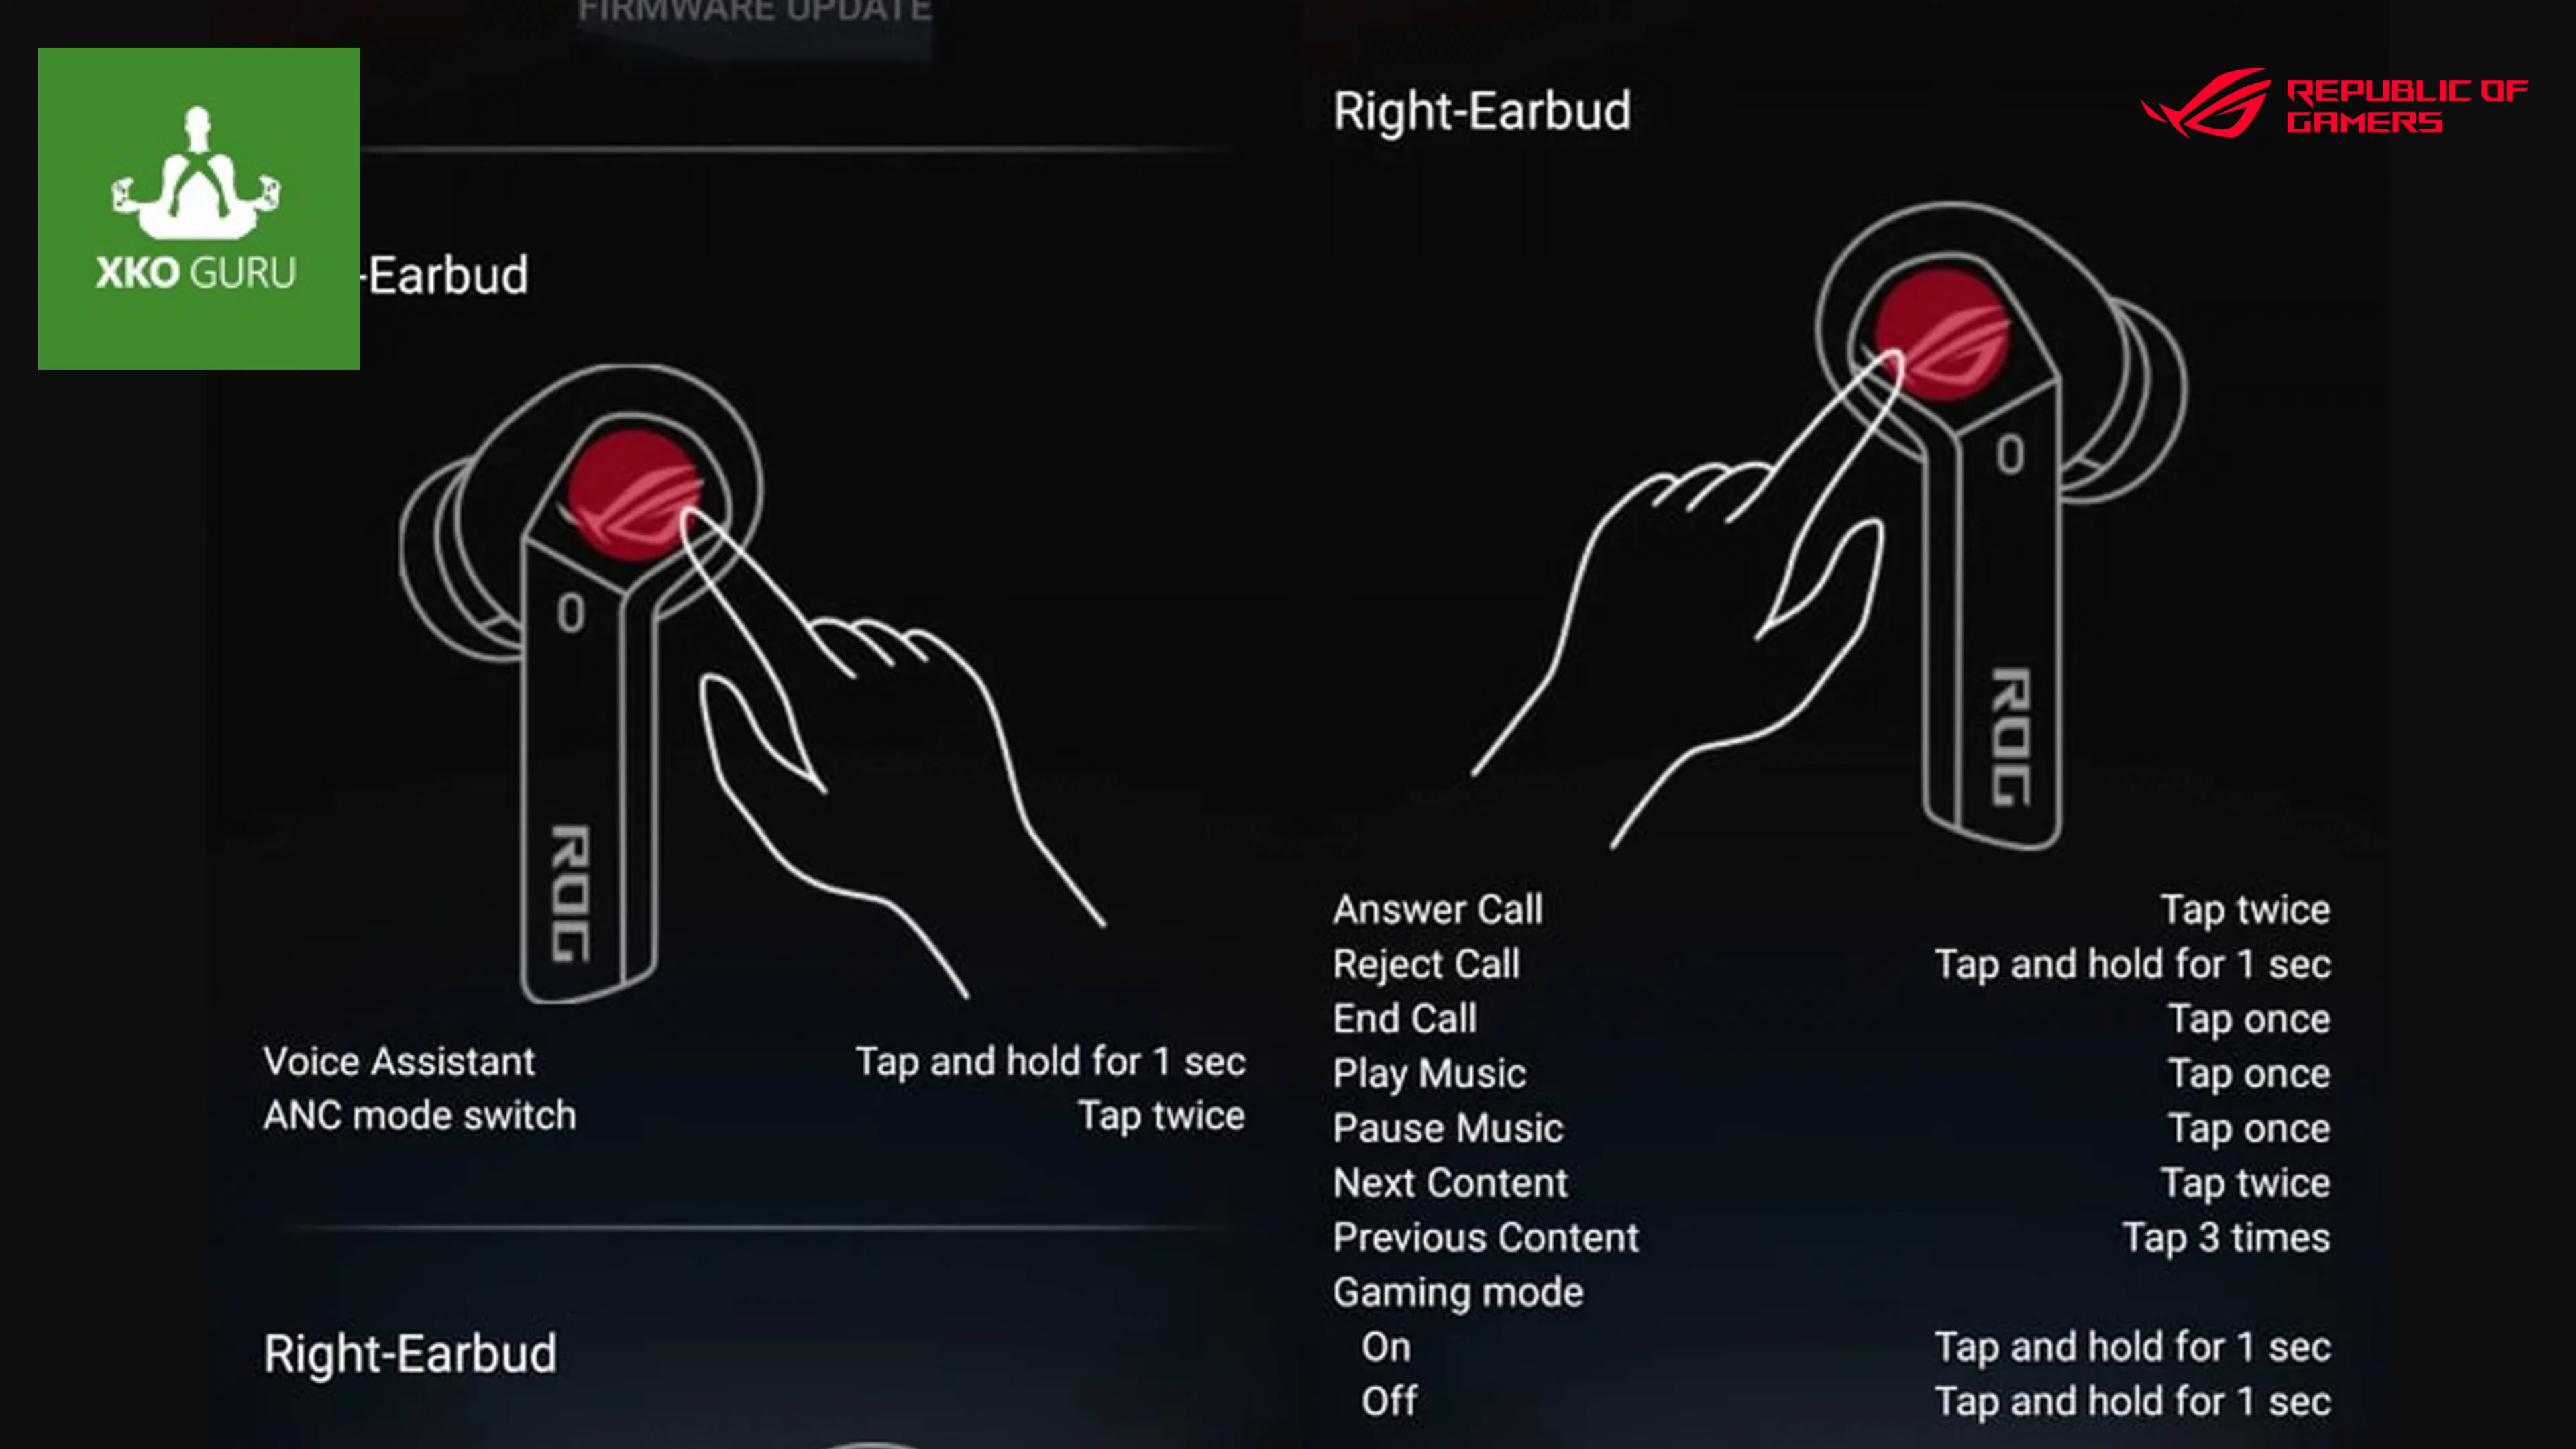 FIRMWARE UPDATE
XKO GURU
-Earbud
0
ROG
Voice Assistant Tap and hold for 1 sec
ANC mode switch Tap twice
Right-Earbud
REPUBLIC OF
GAMERS
Right-Earbud
0
ROG
Answer Call Tap twice
Reject Call Tap and hold for 1 sec
End Call Tap once
Play Music Tap once
Pause Music Tap once
Next Content Tap twice
Previous Content Tap 3 times
Gaming mode
On Tap and hold for 1 sec
Off Tap and hold for 1 sec